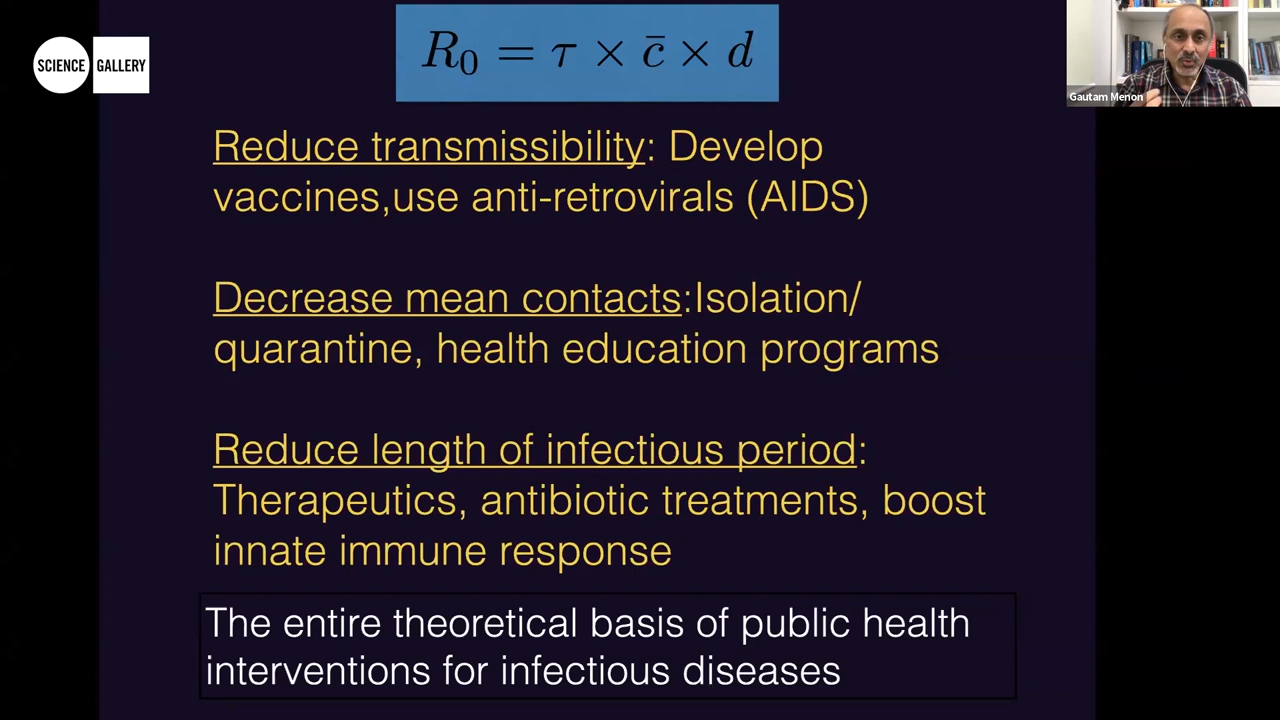 R₀ = τ × c̄ × d
SCIENCE GALLERY
Gautam Menon
Reduce transmissibility: Develop
vaccines,use anti-retrovirals (AIDS)
Decrease mean contacts:Isolation/
quarantine, health education programs
Reduce length of infectious period:
Therapeutics, antibiotic treatments, boost
innate immune response
The entire theoretical basis of public health
interventions for infectious diseases